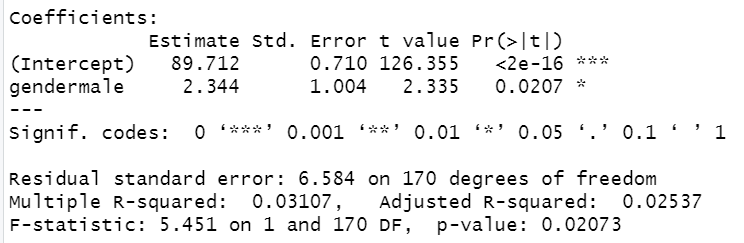 Coefficients:
            Estimate Std. Error t value Pr(>|t|)
(Intercept)   89.712      0.710 126.355   <2e-16 ***
gendermale     2.344      1.004   2.335   0.0207 *
---
Signif. codes:  0 ‘***’ 0.001 ‘**’ 0.01 ‘*’ 0.05 ‘.’ 0.1 ‘ ’ 1

Residual standard error: 6.584 on 170 degrees of freedom
Multiple R-squared:  0.03107,   Adjusted R-squared:  0.02537
F-statistic: 5.451 on 1 and 170 DF,  p-value: 0.02073